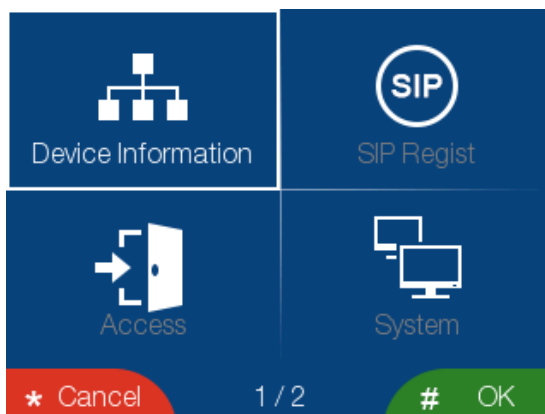 SIP
Device Information
SIP Regist
Access
System
* Cancel
1 / 2
# OK